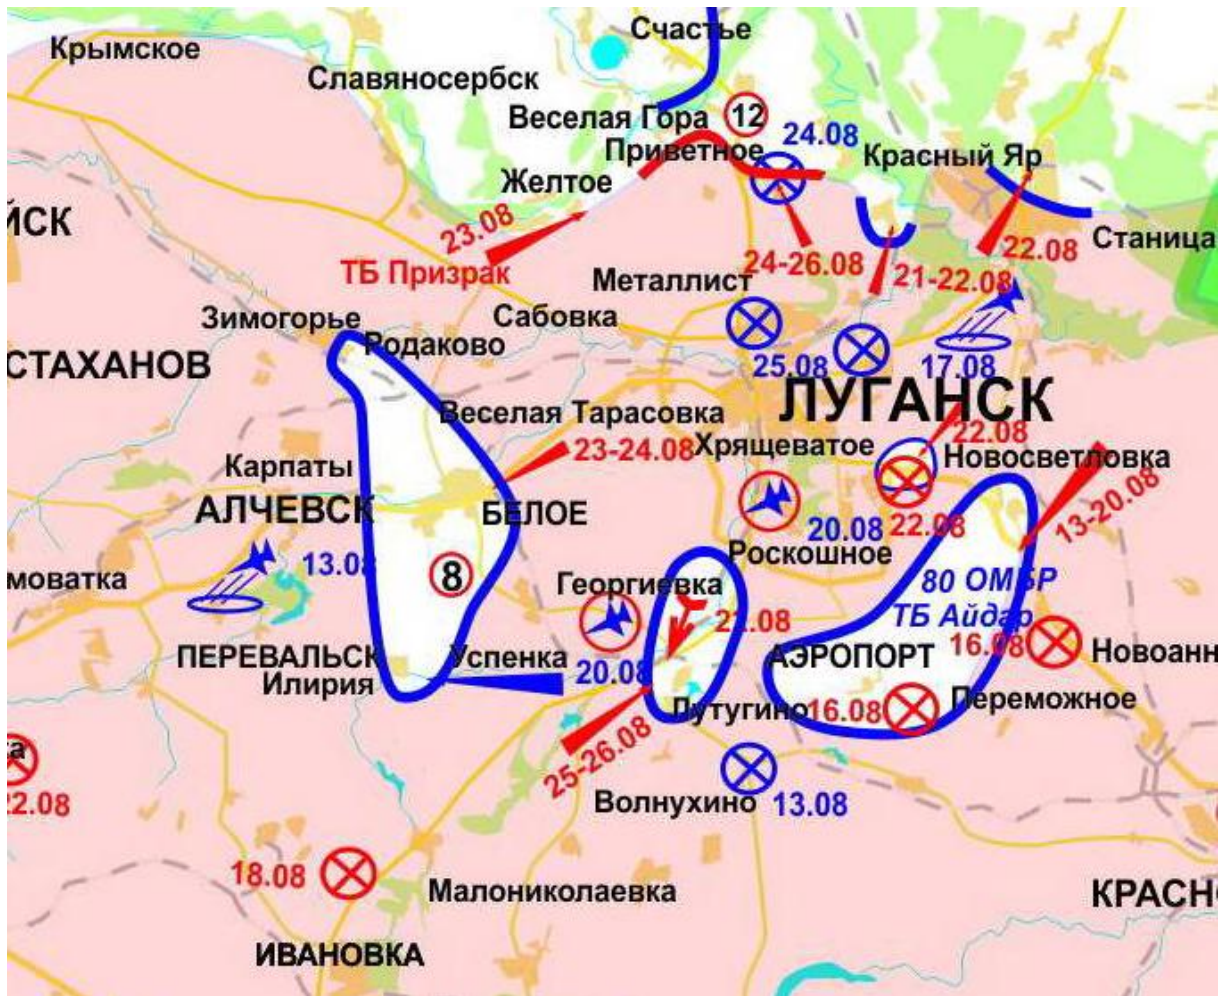 Счастье
Крымское
Славяносербск
Веселая Гора
12
24.08
Приветное
Красный Яр
Желтое
ЙСК
23.08
Станица
22.08
24-26.08
ТБ Призрак
21-22.08
Металлист
Зимогорье
Сабовка
Родаково
25.08
17.08
СТАХАНОВ
ЛУГАНСК
Веселая Тарасовка
22.08
23-24.08
Хрящеватое
Новосветловка
Карпаты
13-20.08
АЛЧЕВСК
БЕЛОЕ
20.08
22.08
13.08
Роскошное
моватка
8
Георгиевка
80 ОМБР
ТБ Айдар
21.08
16.08
ПЕРЕВАЛЬСК
Успенка
АЭРОПОРТ
Новоанн
Илирия
20.08
Переможное
Лутугино
16.08
ка
25-26.08
22.08
Волнухино
13.08
18.08
Малониколаевка
КРАСН
ИВАНОВКА